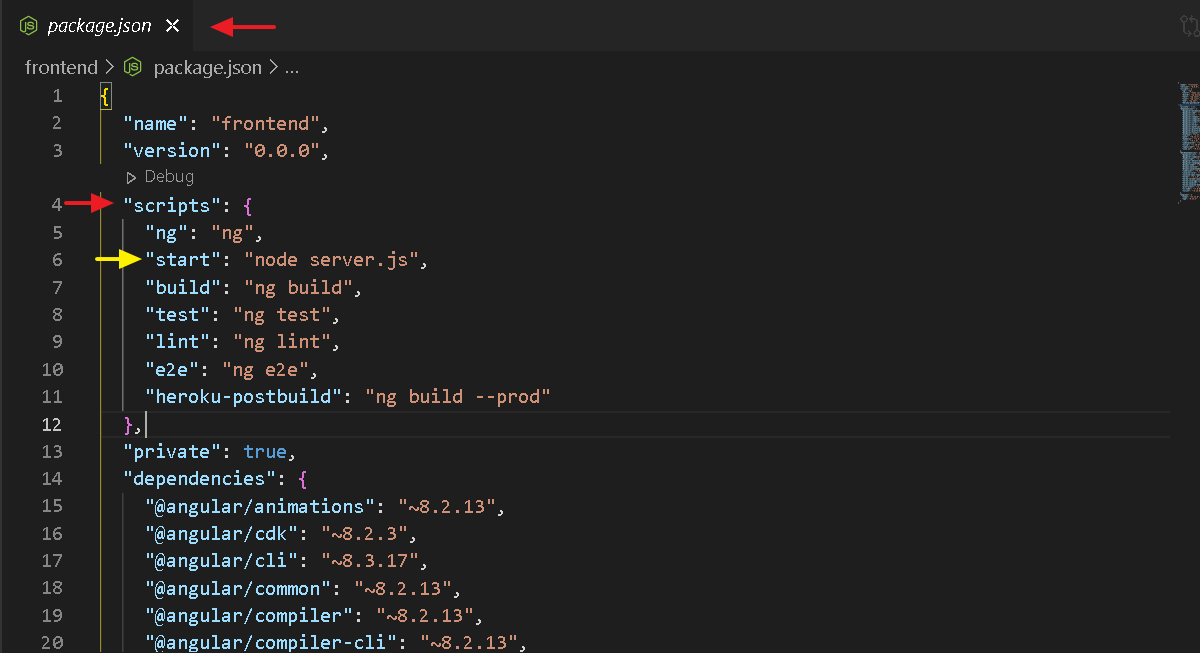 JS package.json ×
frontend > JS package.json > ...
1 {
2 "name": "frontend",
3 "version": "0.0.0",
Debug
4 "scripts": {
5 "ng": "ng",
6 "start": "node server.js",
7 "build": "ng build",
8 "test": "ng test",
9 "lint": "ng lint",
10 "e2e": "ng e2e",
11 "heroku-postbuild": "ng build --prod"
12 },
13 "private": true,
14 "dependencies": {
15 "@angular/animations": "~8.2.13",
16 "@angular/cdk": "~8.2.3",
17 "@angular/cli": "~8.3.17",
18 "@angular/common": "~8.2.13",
19 "@angular/compiler": "~8.2.13",
20 "@angular/compiler-cli": "~8.2.13",